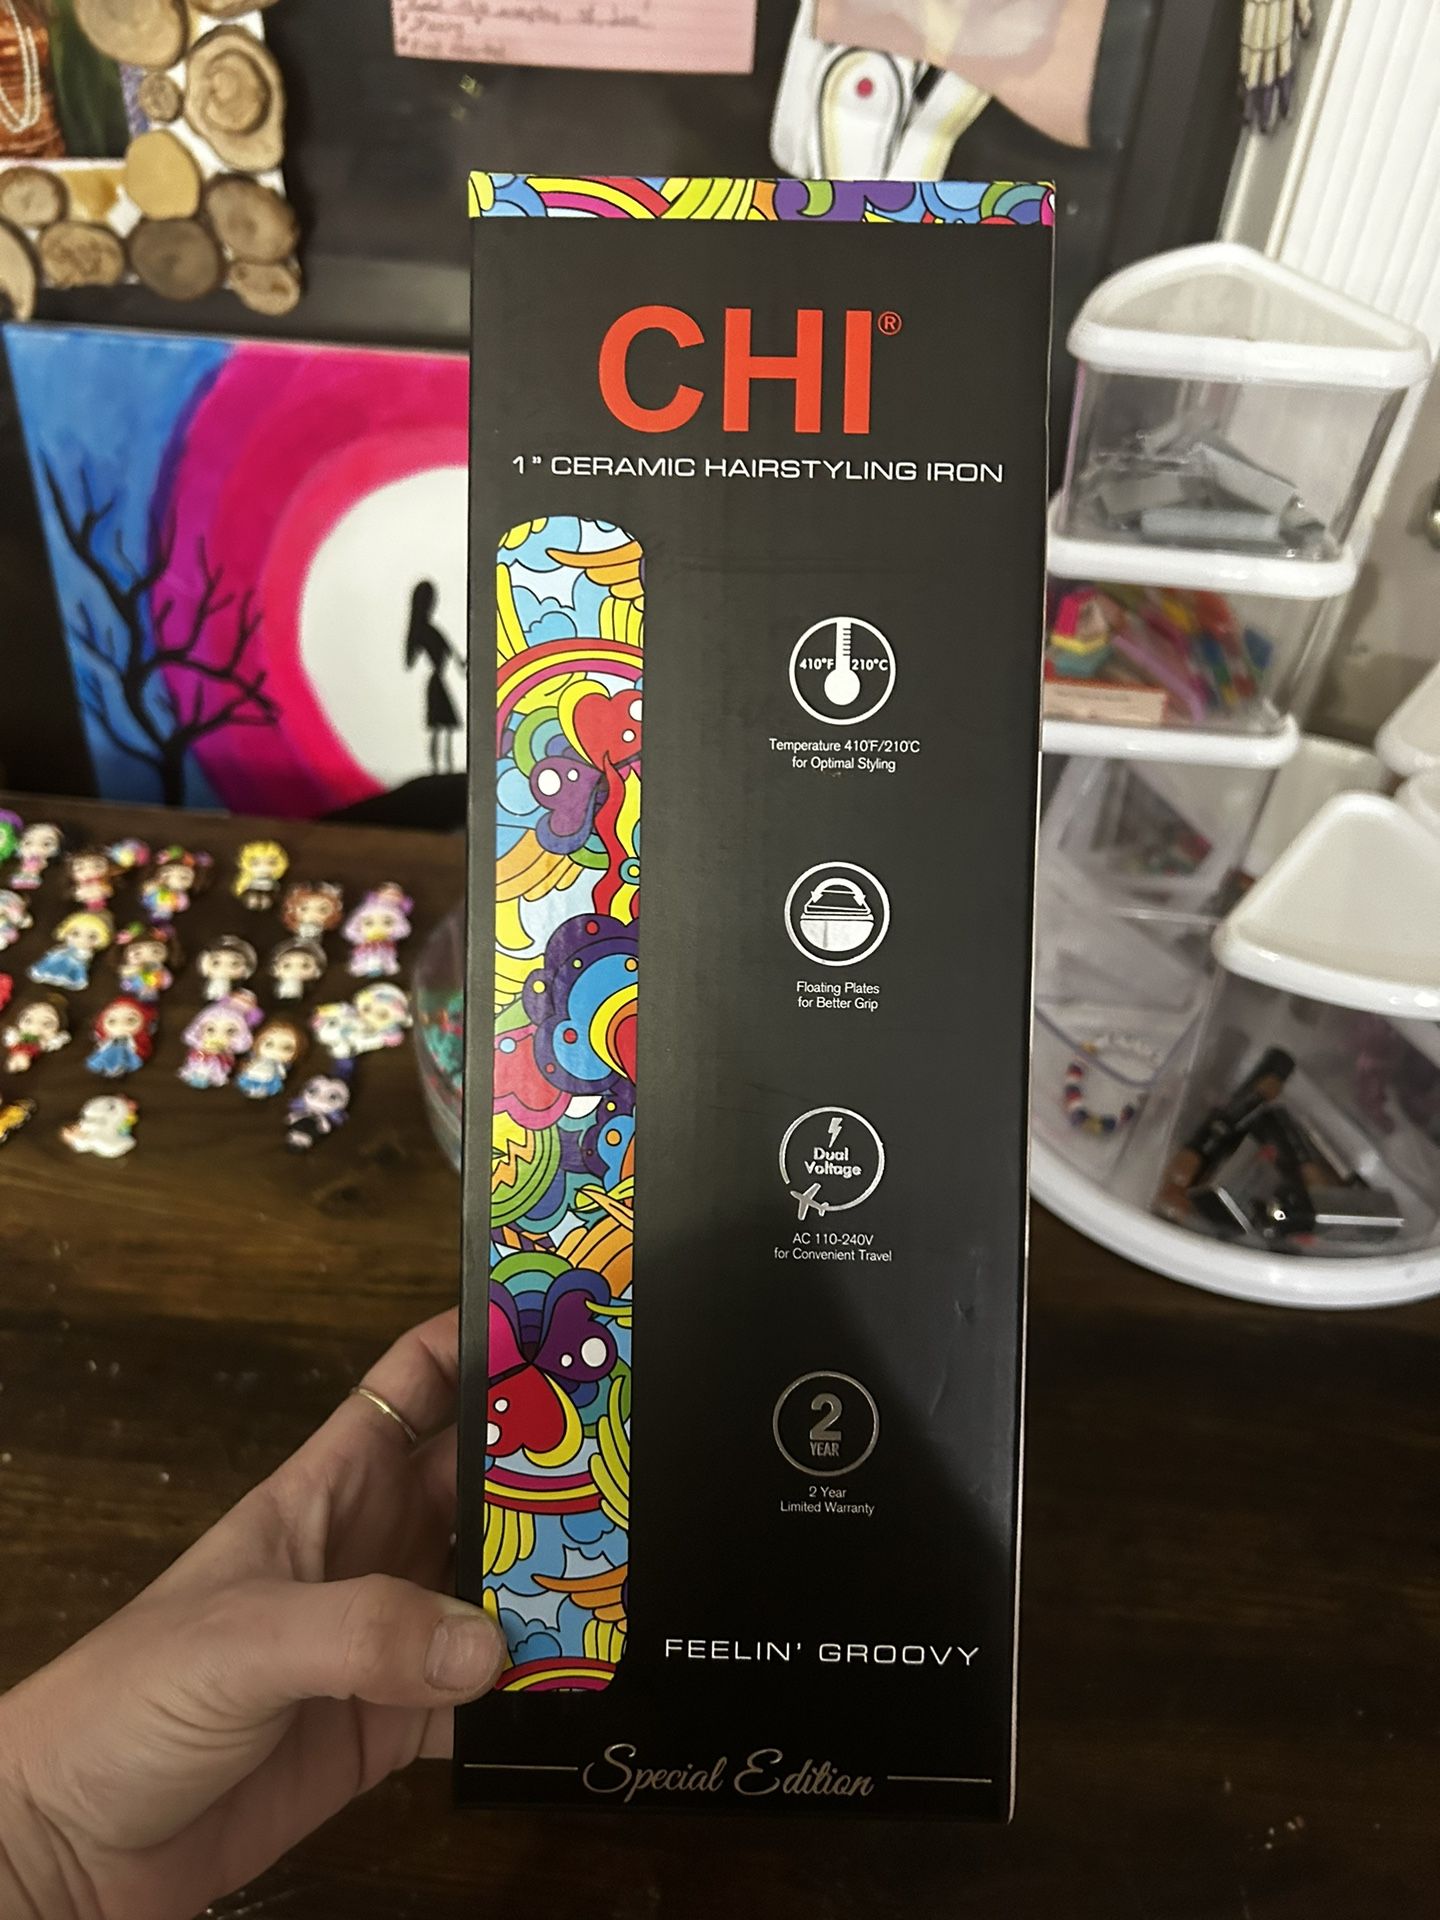 CHI®
1" CERAMIC HAIRSTYLING IRON
410°F 210°C
Temperature 410°F/210°C
for Optimal Styling
Floating Plates
for Better Grip
Dual
Voltage
AC 110-240V
for Convenient Travel
2
YEAR
2 Year
Limited Warranty
FEELIN' GROOVY
Special Edition